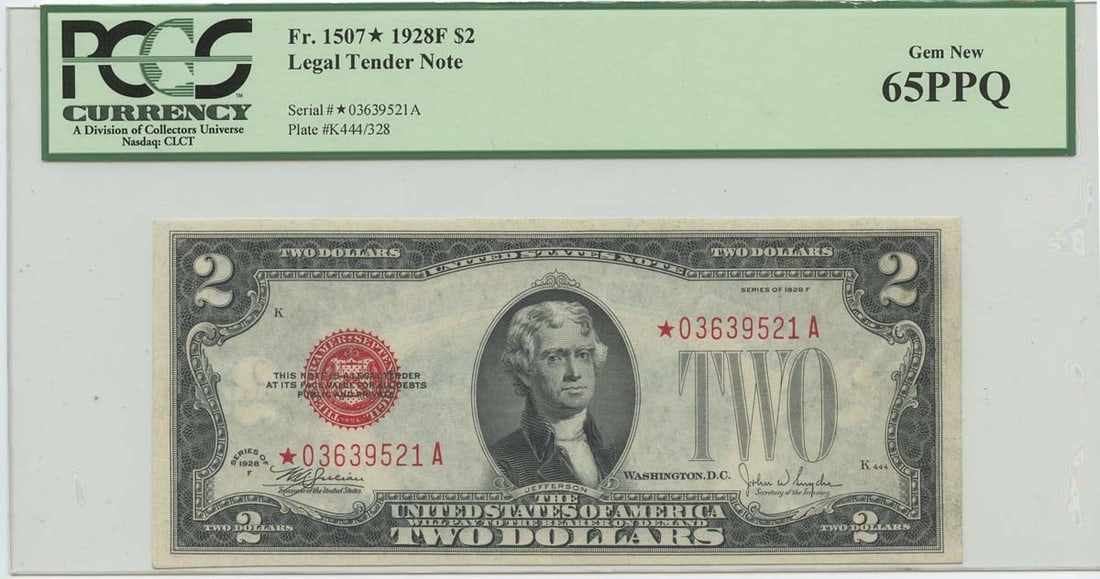 PCGS
CURRENCY
A Division of Collectors Universe
Nasdaq: CLCT
Fr. 1507★ 1928F $2
Legal Tender Note
Serial #★03639521A
Plate #K444/328
Gem New
65PPQ
2
TWO DOLLARS
UNITED STATES NOTE
TWO DOLLARS
2
SERIES OF 1928 F
K
★03639521 A
THIS NOTE IS A LEGAL TENDER
AT ITS FACE VALUE FOR ALL DEBTS
PUBLIC AND PRIVATE
TWO
★03639521 A
SERIES OF
1928
F
Treasurer of the United States
WASHINGTON, D.C.
K 444
John W Snyder
Secretary of the Treasury
JEFFERSON
THE
UNITED STATES OF AMERICA
WILL PAY TO THE BEARER ON DEMAND
TWO DOLLARS
TWO DOLLARS
2
TWO DOLLARS
2